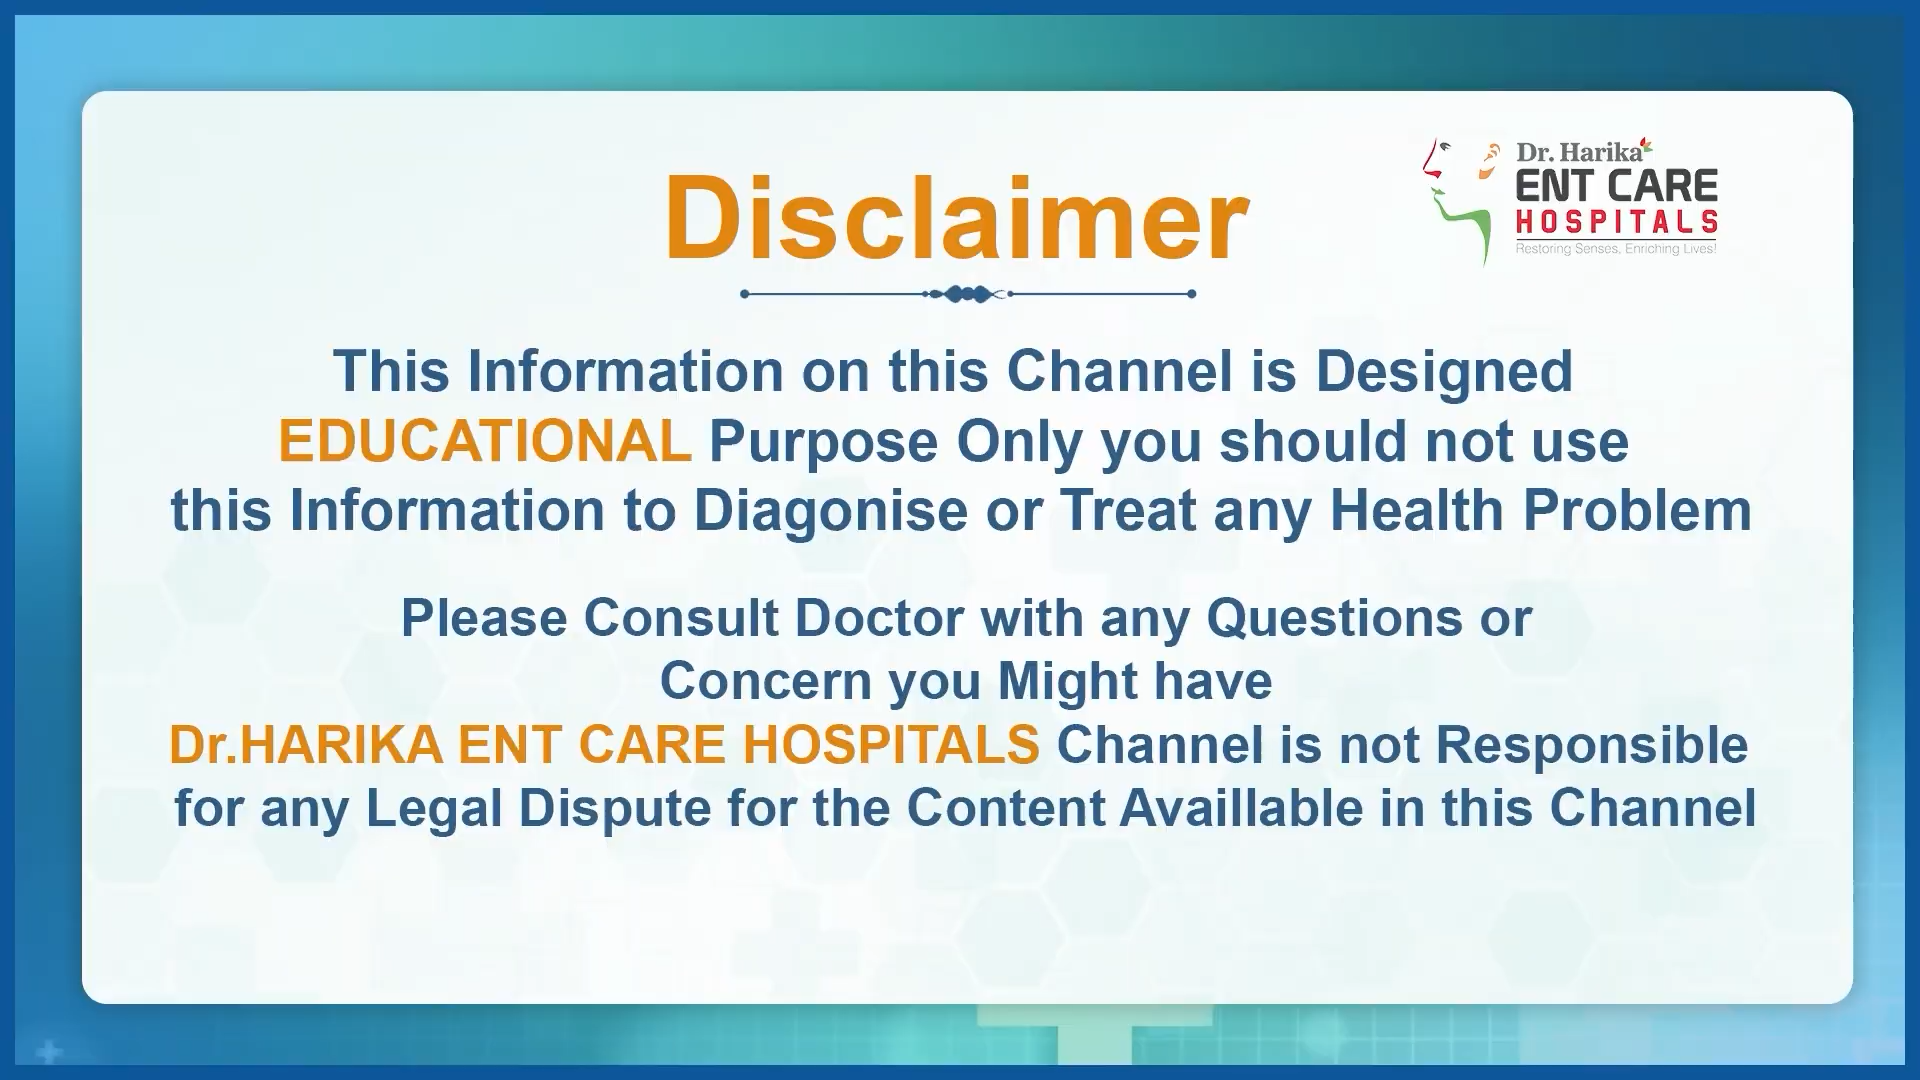 Disclaimer
Dr. Harika
ENT CARE
HOSPITALS
Restoring Senses, Enriching Lives!
This Information on this Channel is Designed
EDUCATIONAL Purpose Only you should not use
this Information to Diagonise or Treat any Health Problem
Please Consult Doctor with any Questions or
Concern you Might have
Dr.HARIKA ENT CARE HOSPITALS Channel is not Responsible
for any Legal Dispute for the Content Availlable in this Channel